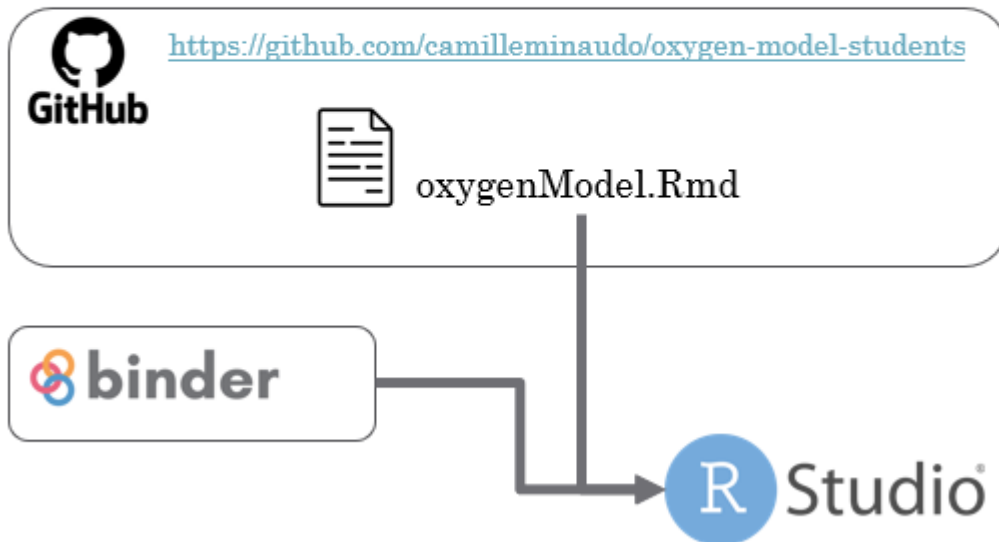 https://github.com/camilleminaudo/oxygen-model-students
GitHub
oxygenModel.Rmd
binder
R Studio®